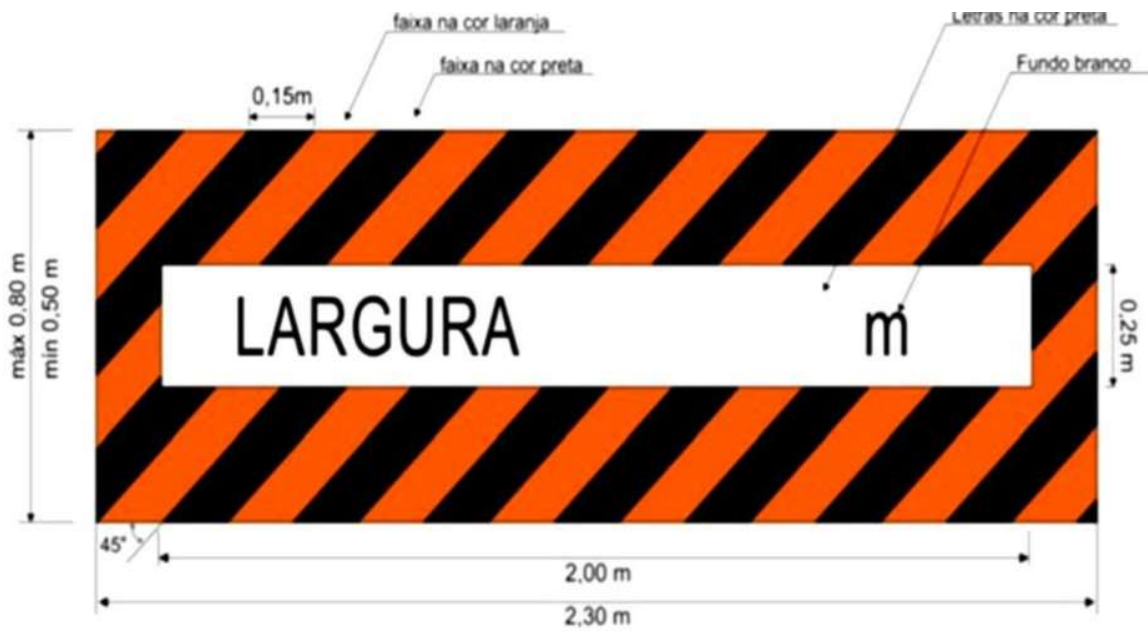 faixa na cor laranja
Letras na cor preta
faixa na cor preta
Fundo branco
0,15m
máx 0,80 m
min 0,50 m
LARGURA m
0,25 m
45°
2,00 m
2,30 m